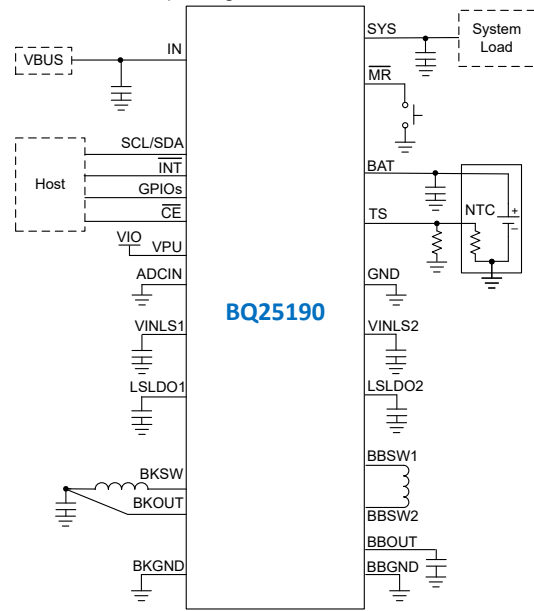 IN
VBUS
SCL/SDA
INT
Host
GPIOs
CE
VIO
VPU
ADCIN
VINLS1
LSLDO1
BKSW
BKOUT
BKGND
BQ25190
SYS
System
Load
MR
BAT
TS
NTC
+
–
GND
VINLS2
LSLDO2
BBSW1
BBSW2
BBOUT
BBGND